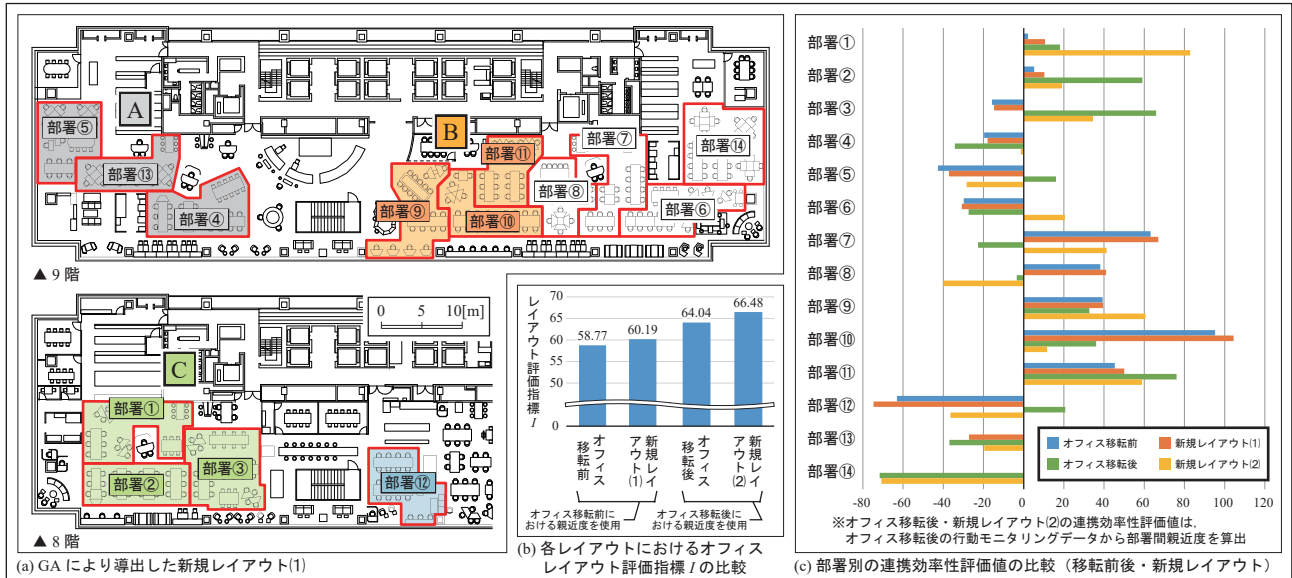 A
B
部署⑤
部署⑬
部署④
部署⑨
部署⑩
部署⑪
部署⑧
部署⑦
部署⑥
部署⑭
▲ 9 階
0 5 10[m]
C
部署①
部署②
部署③
部署⑫
▲ 8 階
(a) GA により導出した新規レイアウト(1)
レイアウト評価指標 I
70
65
60
55
50
0
58.77
60.19
64.04
66.48
オフィス
移転前
新規レイ
アウト(1)
オフィス
移転後
新規レイ
アウト(2)
オフィス移転前に
おける親近度を使用
オフィス移転後に
おける親近度を使用
(b) 各レイアウトにおけるオフィス
レイアウト評価指標 I の比較
部署①
部署②
部署③
部署④
部署⑤
部署⑥
部署⑦
部署⑧
部署⑨
部署⑩
部署⑪
部署⑫
部署⑬
部署⑭
オフィス移転前 新規レイアウト(1)
オフィス移転後 新規レイアウト(2)
-80 -60 -40 -20 0 20 40 60 80 100 120
※オフィス移転後・新規レイアウト(2)の連携効率性評価値は,
オフィス移転後の行動モニタリングデータから部署間親近度を算出
(c) 部署別の連携効率性評価値の比較（移転前後・新規レイアウト）